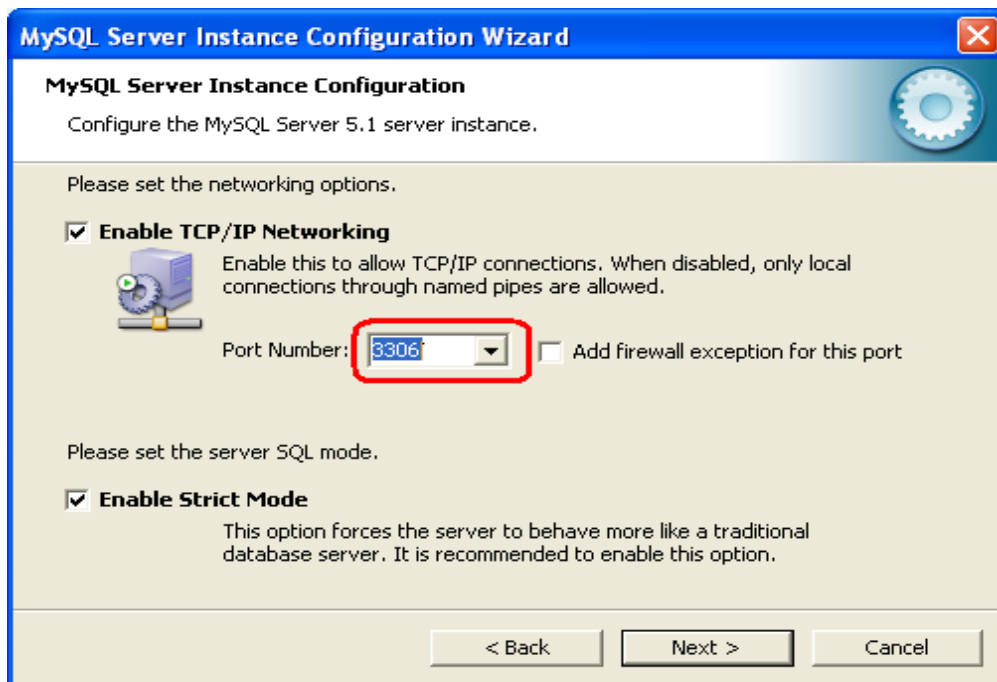 MySQL Server Instance Configuration Wizard
MySQL Server Instance Configuration
Configure the MySQL Server 5.1 server instance.
Please set the networking options.
Enable TCP/IP Networking
Enable this to allow TCP/IP connections. When disabled, only local
connections through named pipes are allowed.
Port Number: 3306 Add firewall exception for this port
Please set the server SQL mode.
Enable Strict Mode
This option forces the server to behave more like a traditional
database server. It is recommended to enable this option.
< Back Next > Cancel